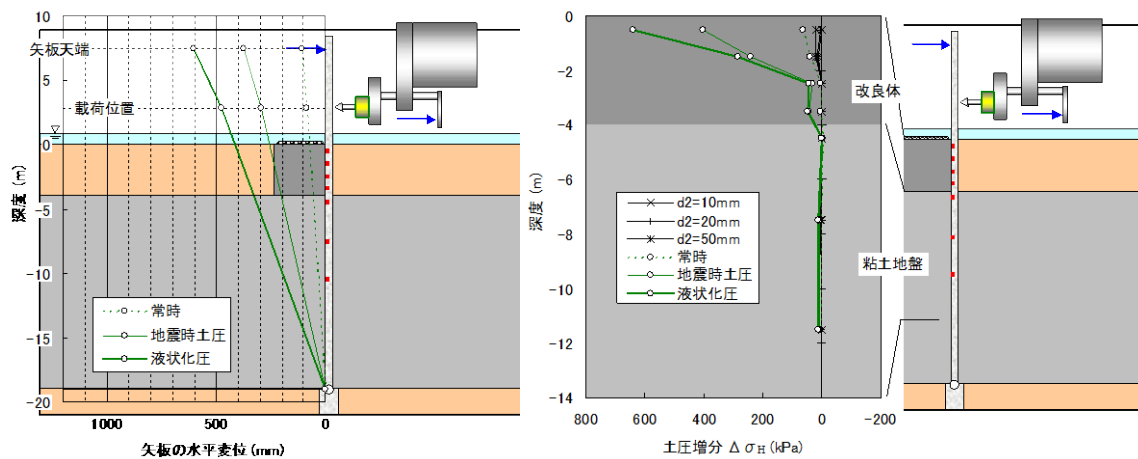 10
矢板天端
5
載荷位置
0
-5
-10
-15
-20
深度 (m)
常時
地震時土圧
液状化圧
1000
500
0
矢板の水平変位 (mm)
0
-2
-4
-6
-8
-10
-12
-14
深度 (m)
d2=10mm
d2=20mm
d2=50mm
常時
地震時土圧
液状化圧
800
600
400
200
0
-200
土圧増分 ΔσH (kPa)
改良体
粘土地盤